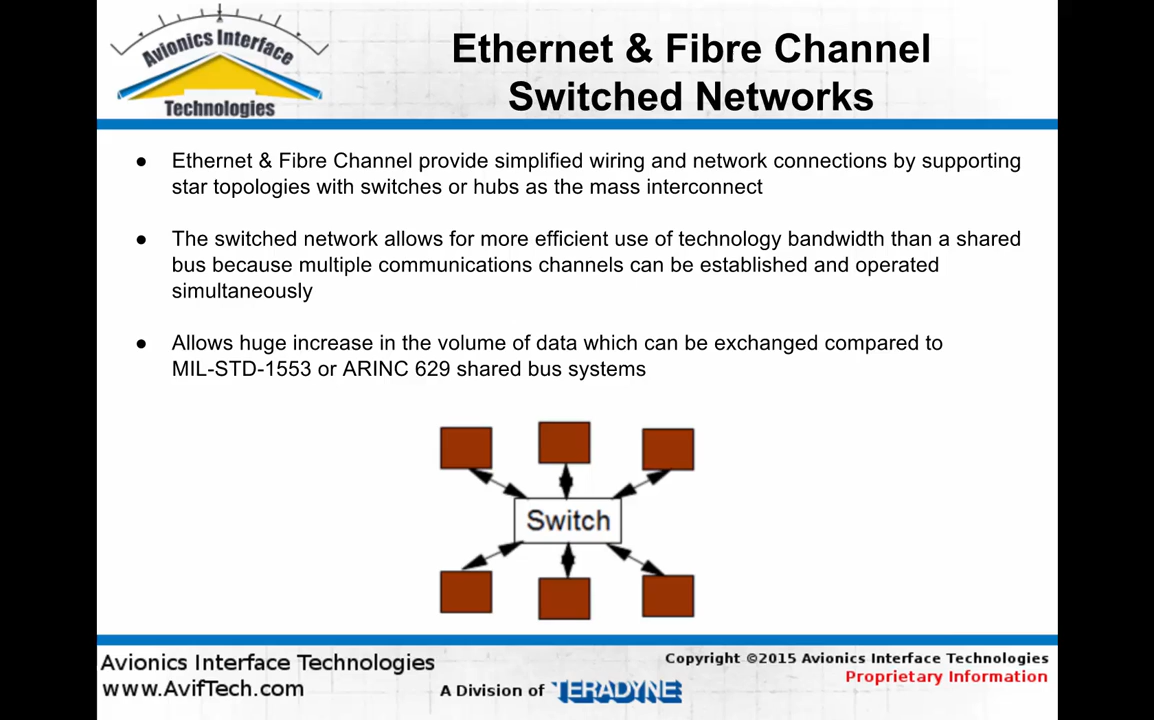 Avionics Interface
Technologies
Ethernet & Fibre Channel
Switched Networks
● Ethernet & Fibre Channel provide simplified wiring and network connections by supporting
star topologies with switches or hubs as the mass interconnect
● The switched network allows for more efficient use of technology bandwidth than a shared
bus because multiple communications channels can be established and operated
simultaneously
● Allows huge increase in the volume of data which can be exchanged compared to
MIL-STD-1553 or ARINC 629 shared bus systems
Switch
Avionics Interface Technologies
www.AvifTech.com
A Division of TERADYNE
Copyright ©2015 Avionics Interface Technologies
Proprietary Information